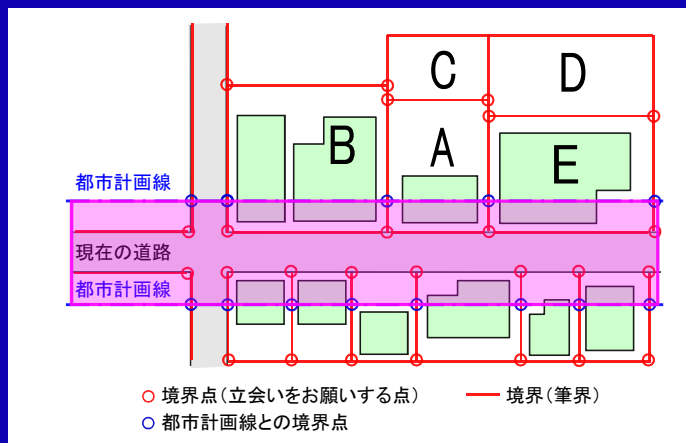 C
D
B
A
E
都市計画線
現在の道路
都市計画線
境界点（立会いをお願いする点）
境界（筆界）
都市計画線との境界点